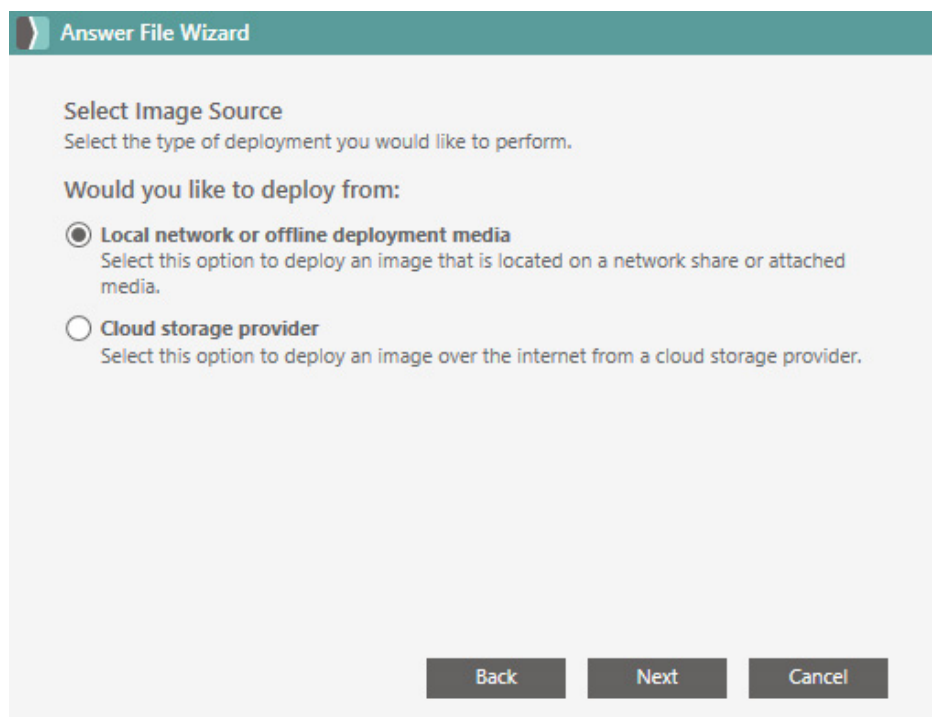 Answer File Wizard
Select Image Source
Select the type of deployment you would like to perform.
Would you like to deploy from:
Local network or offline deployment media
Select this option to deploy an image that is located on a network share or attached
media.
Cloud storage provider
Select this option to deploy an image over the internet from a cloud storage provider.
Back Next Cancel